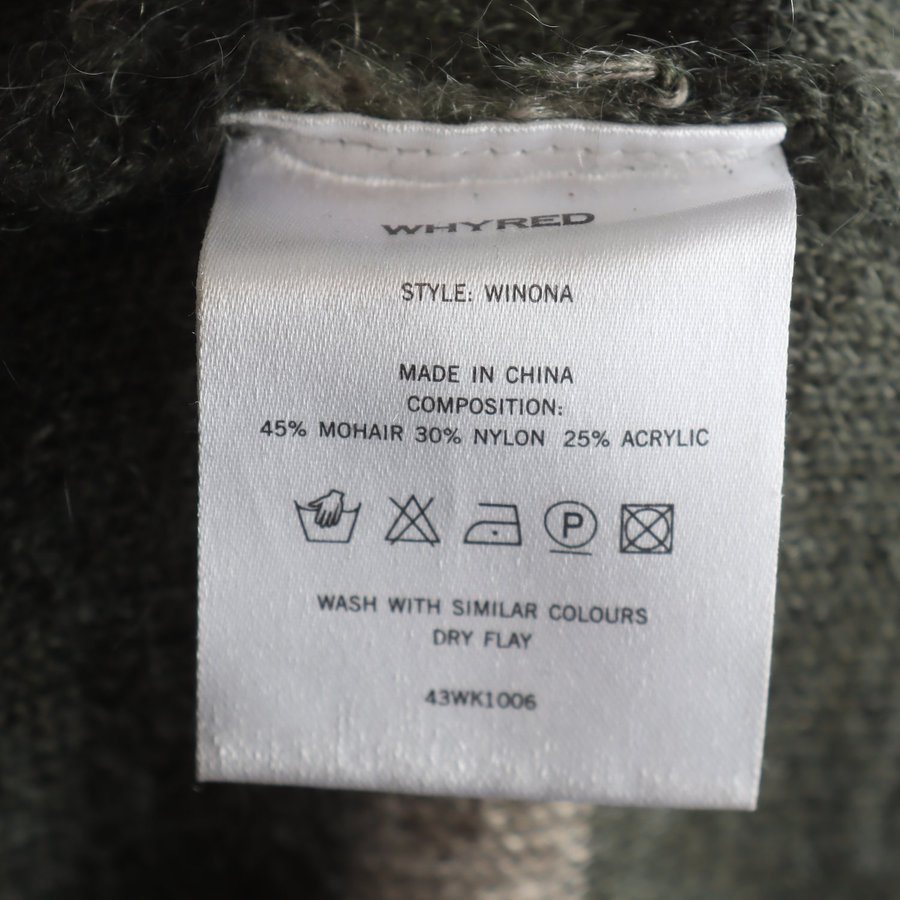 WHYRED
STYLE: WINONA
MADE IN CHINA
COMPOSITION:
45% MOHAIR 30% NYLON 25% ACRYLIC
P
WASH WITH SIMILAR COLOURS
DRY FLAY
43WK1006